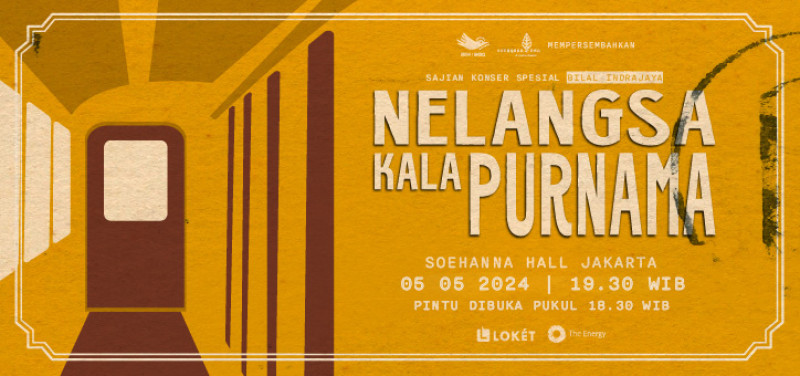 MEMPERSEMBAHKAN
SAJIAN KONSER SPESIAL BILAL INDRAJAYA
NELANGSA
KALA PURNAMA
SOEHANNA HALL JAKARTA
05 05 2024 | 19.30 WIB
PINTU DIBUKA PUKUL 18.30 WIB
LOKÉT The Energy